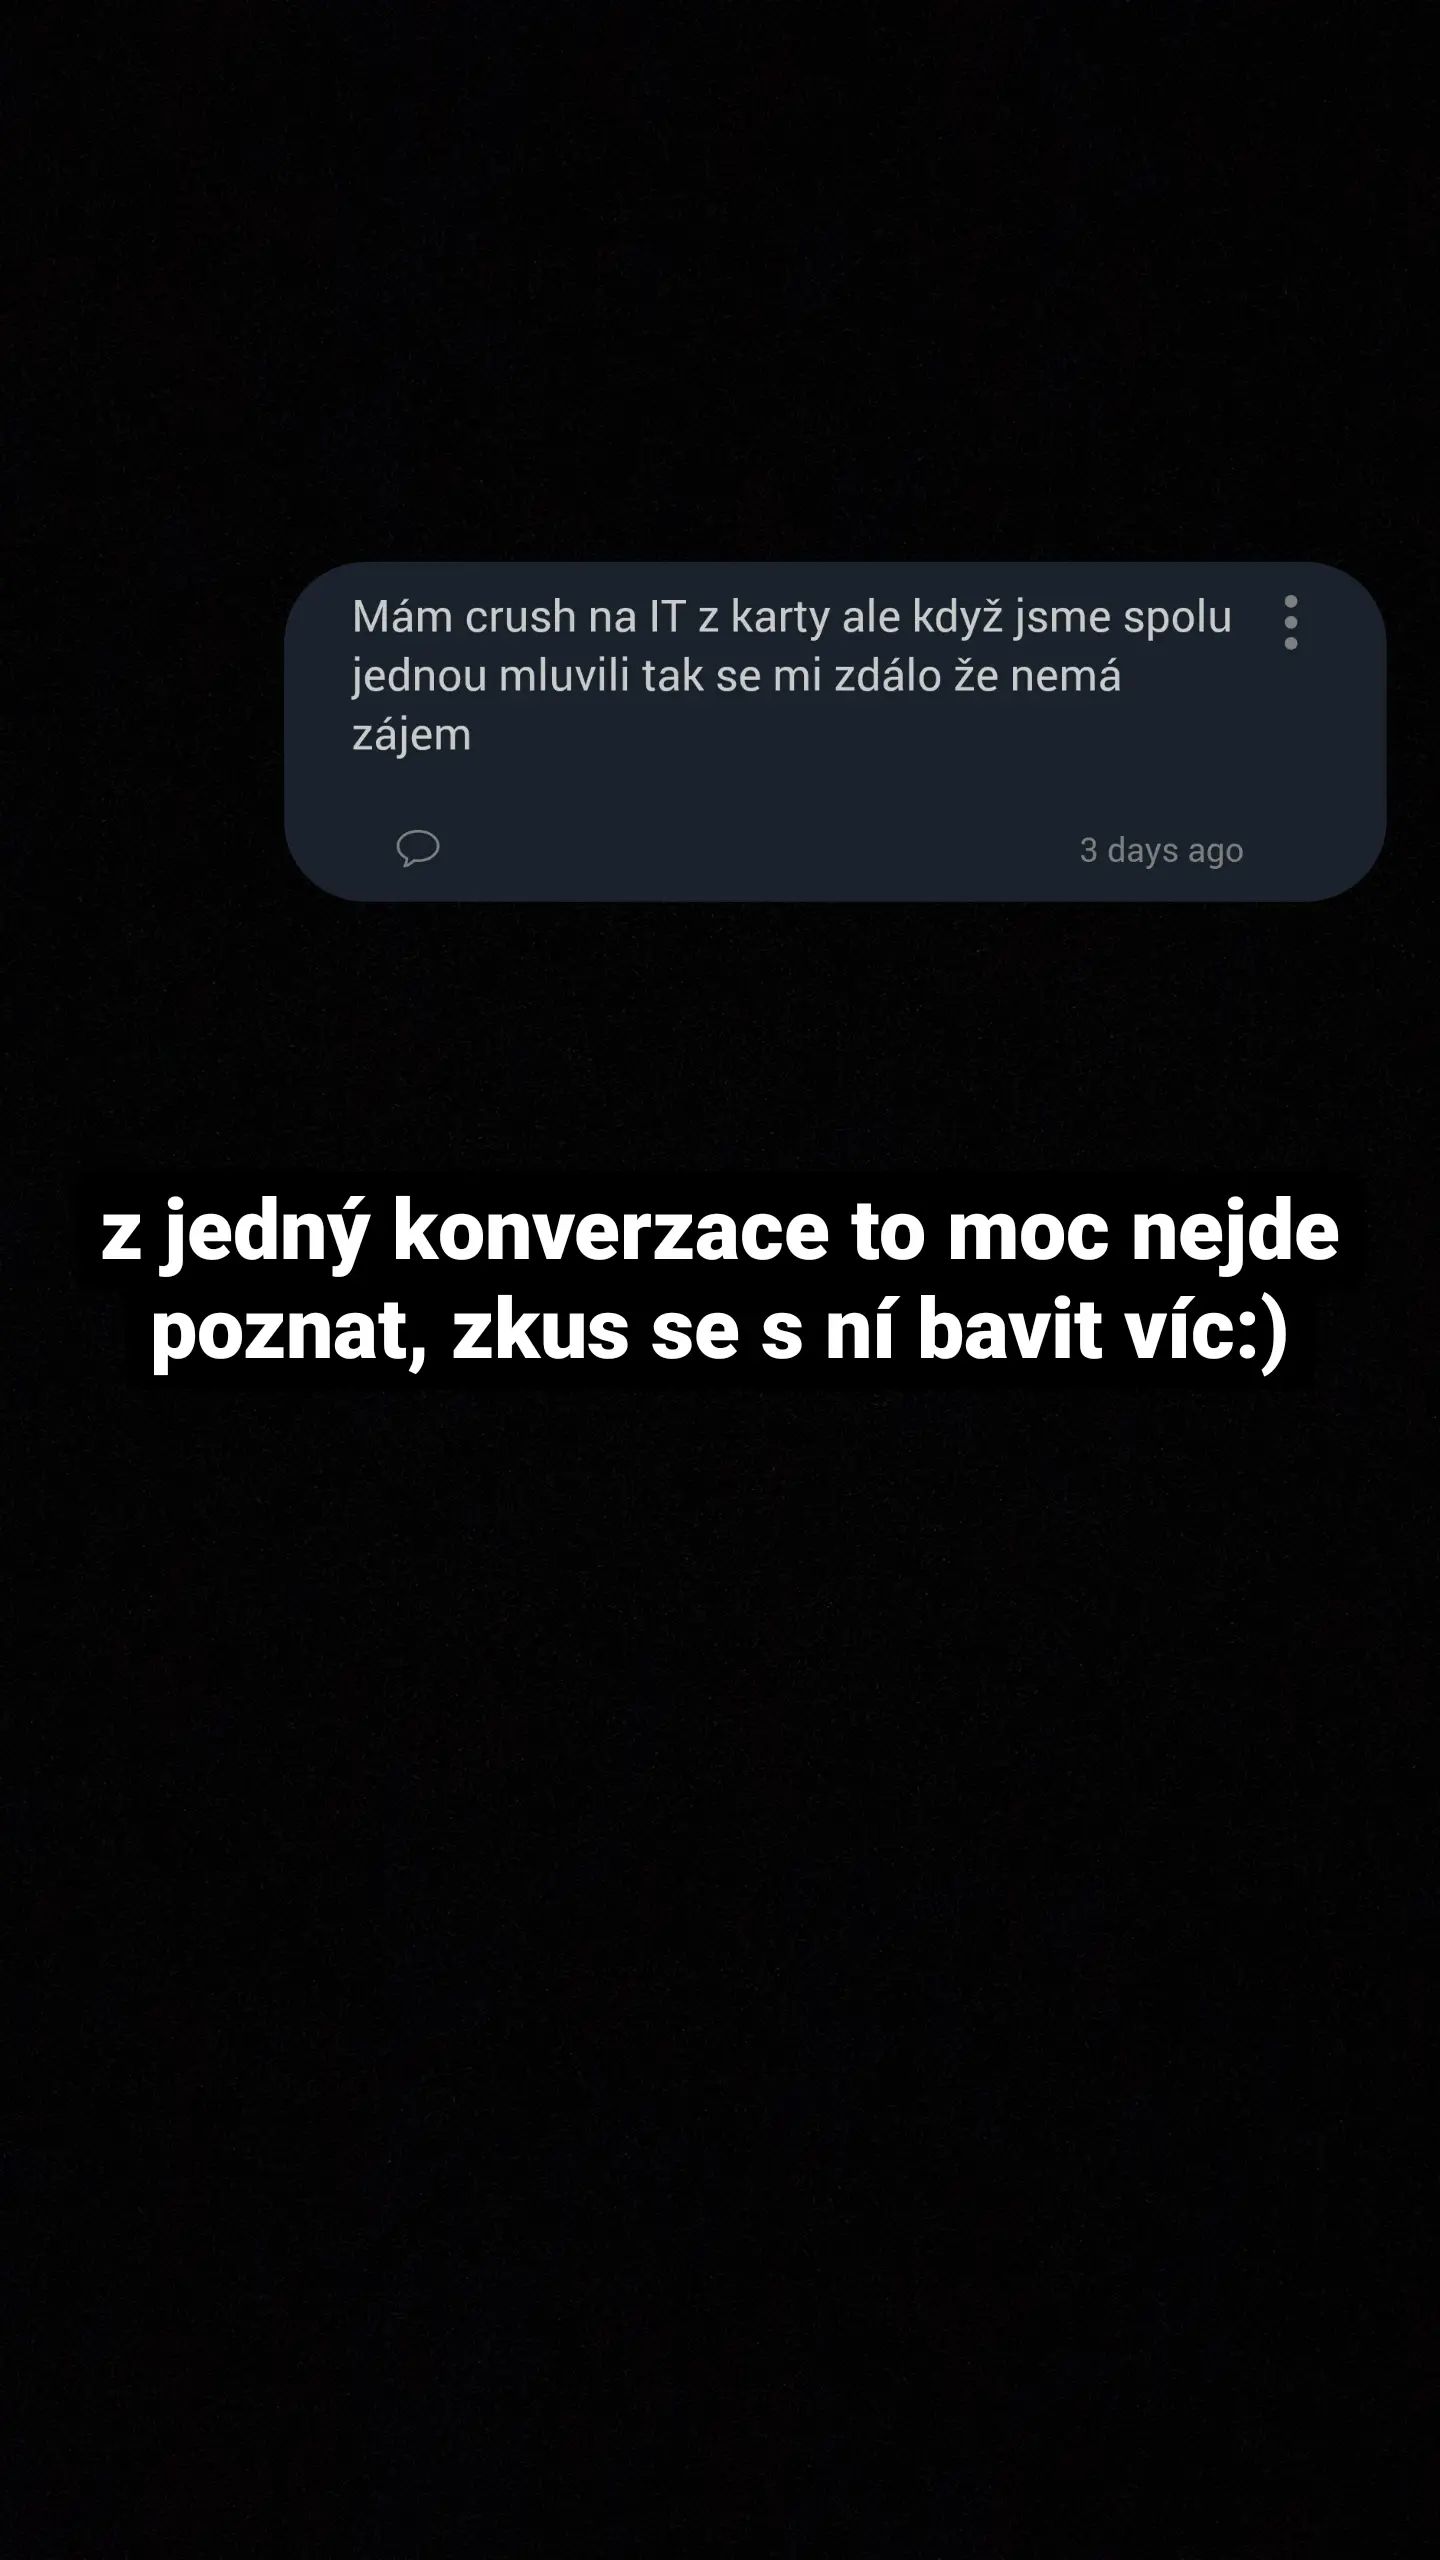 Mám crush na IT z karty ale když jsme spolu
jednou mluvili tak se mi zdálo že nemá
zájem
3 days ago
z jedný konverzace to moc nejde
poznat, zkus se s ní bavit víc:)